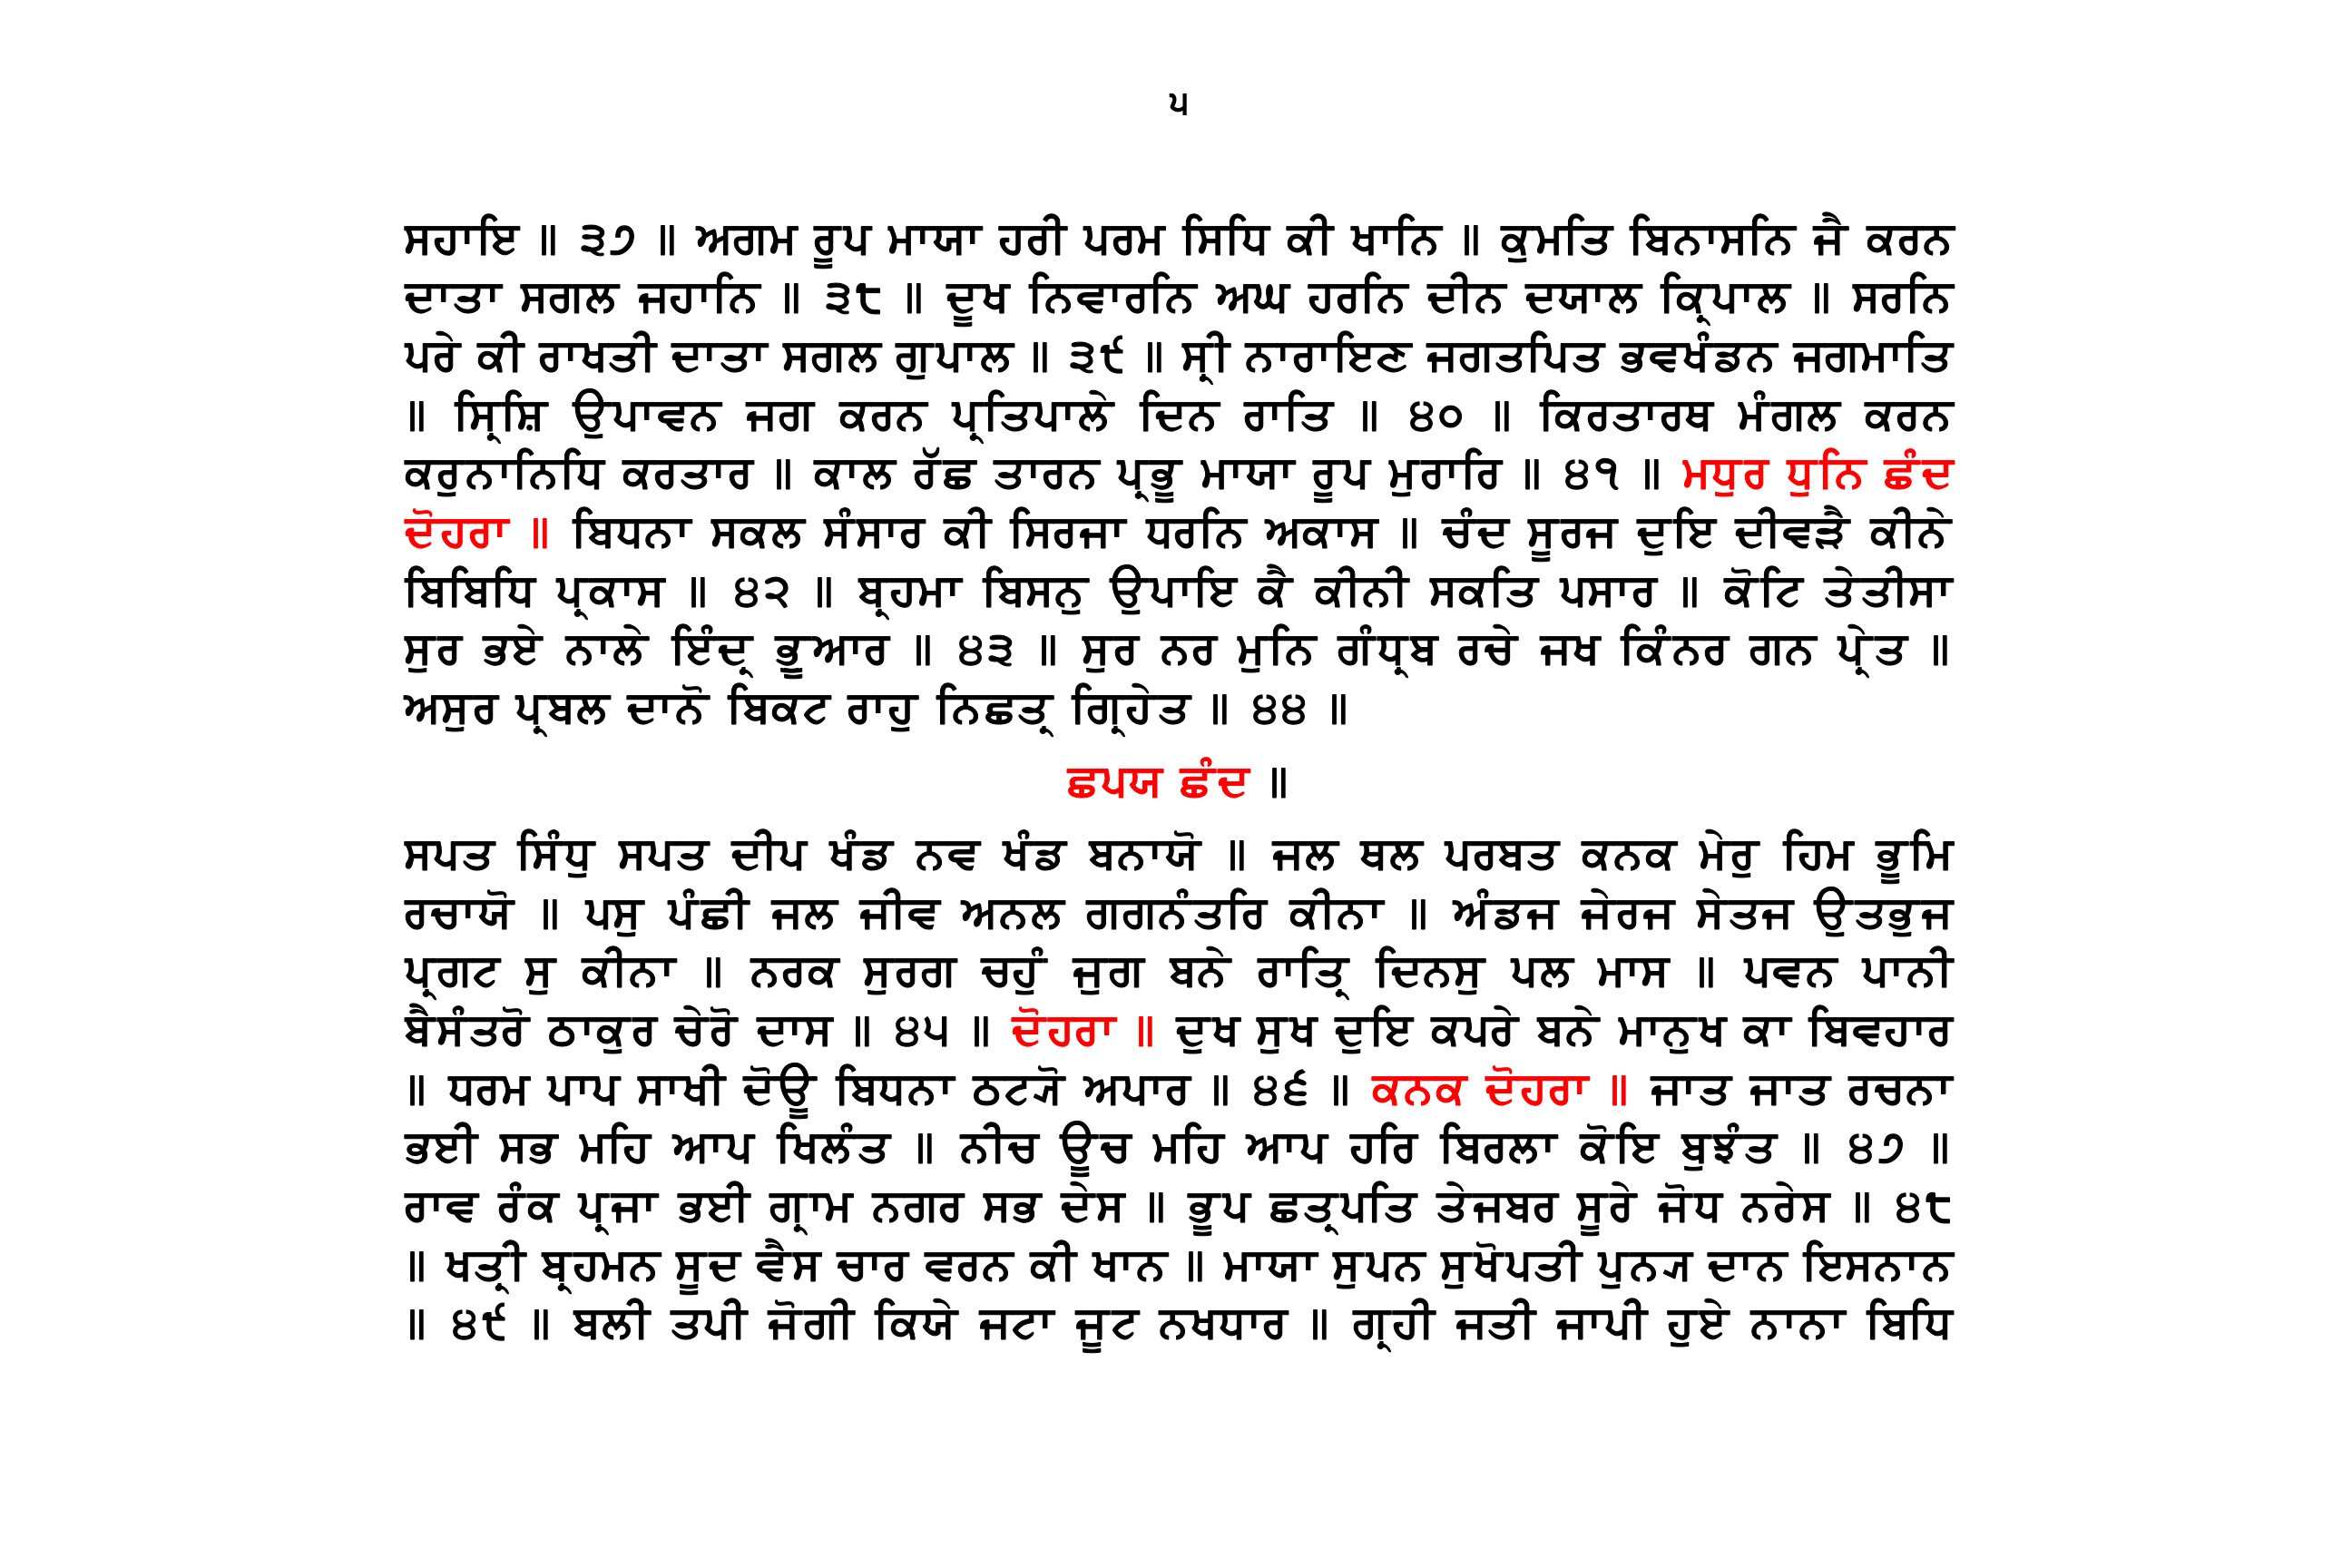 ੫
ਸਹਾਇ ॥ ੩੭ ॥ ਅਗਮ ਰੂਪ ਮਾਯਾ ਹਰੀ ਪਰਮ ਸਿਧਿ ਕੀ ਖਾਨਿ ॥ ਕੁਮਤਿ ਬਿਨਾਸਨਿ ਜੈ ਕਰਨ
ਦਾਤਾ ਸਗਲ ਜਹਾਨਿ ॥ ੩੮ ॥ ਦੂਖ ਨਿਵਾਰਨਿ ਅਘ ਹਰਨਿ ਦੀਨ ਦਯਾਲ ਕ੍ਰਿਪਾਲ ॥ ਸਰਨਿ
ਪਰੇ ਕੀ ਰਾਖਤੀ ਦਾਤਾ ਸਗਲ ਗੁਪਾਲ ॥ ੩੯ ॥ ਸ੍ਰੀ ਨਾਰਾਇਣ ਜਗਤਪਿਤ ਭਵਖੰਡਨ ਜਗਮਾਤਿ
॥ ਸ੍ਰਿਸ਼ਿ ਉਪਾਵਨ ਜਗ ਕਰਨ ਪ੍ਰਤਿਪਾਲੇ ਦਿਨ ਰਾਤਿ ॥ ੪੦ ॥ ਕਿਰਤਾਰਥ ਮੰਗਲ ਕਰਨ
ਕਰੁਨਾਨਿਧਿ ਕਰਤਾਰ ॥ ਕਾਲ ਰੱਛ ਤਾਰਨ ਪ੍ਰਭੂ ਮਾਯਾ ਰੂਪ ਮੁਰਾਰਿ ॥ ੪੧ ॥ ਮਧੁਰ ਧੁਨਿ ਛੰਦ
ਦੋਹਰਾ ॥ ਬਿਧਨਾ ਸਕਲ ਸੰਸਾਰ ਕੀ ਸਿਰਜਾ ਧਰਨਿ ਅਕਾਸ ॥ ਚੰਦ ਸੂਰਜ ਦੁਇ ਦੀਵੜੈ ਕੀਨੇ
ਬਿਬਿਧਿ ਪ੍ਰਕਾਸ ॥ ੪੨ ॥ ਬ੍ਰਹਮਾ ਬਿਸਨੁ ਉਪਾਇ ਕੈ ਕੀਨੀ ਸਕਤਿ ਪਸਾਰ ॥ ਕੋਟਿ ਤੇਤੀਸਾ
ਸੁਰ ਭਏ ਨਾਲੇ ਇੰਦ੍ਰ ਭੂਆਰ ॥ ੪੩ ॥ ਸੁਰ ਨਰ ਮੁਨਿ ਗੰਧ੍ਰਬ ਰਚੇ ਜਖ ਕਿੰਨਰ ਗਨ ਪ੍ਰੇਤ ॥
ਅਸੁਰ ਪ੍ਰਬਲ ਦਾਨੋ ਬਿਕਟ ਰਾਹੁ ਨਿਛਤ੍ਰ ਗ੍ਰਿਹੇਤ ॥ ੪੪ ॥
ਛਪਯ ਛੰਦ ॥
ਸਪਤ ਸਿੰਧੁ ਸਪਤ ਦੀਪ ਖੰਡ ਨਵ ਖੰਡ ਬਨਾਯੋ ॥ ਜਲ ਥਲ ਪਰਬਤ ਕਨਕ ਮੇਰੁ ਹਿਮ ਭੂਮਿ
ਰਚਾਯੋ ॥ ਪਸੁ ਪੰਛੀ ਜਲ ਜੀਵ ਅਨਲ ਗਗਨੰਤਰਿ ਕੀਨਾ ॥ ਅੰਡਜ ਜੇਰਜ ਸੇਤਜ ਉਤਭੁਜ
ਪ੍ਰਗਟ ਸੁ ਕੀਨਾ ॥ ਨਰਕ ਸੁਰਗ ਚਹੁੰ ਜੁਗ ਬਨੇ ਰਾਤ੍ਰਿ ਦਿਨਸੁ ਪਲ ਮਾਸ ॥ ਪਵਨ ਪਾਨੀ
ਬੈਸੰਤਰੋ ਠਾਕੁਰ ਚੇਰੋ ਦਾਸ ॥ ੪੫ ॥ ਦੋਹਰਾ ॥ ਦੁਖ ਸੁਖ ਦੁਇ ਕਪਰੇ ਬਨੇ ਮਾਨੁਖ ਕਾ ਬਿਵਹਾਰ
॥ ਧਰਮ ਪਾਪ ਸਾਖੀ ਦੋਊ ਬਿਧਨਾ ਠਟ੍ਯੋ ਅਪਾਰ ॥ ੪੬ ॥ ਕਨਕ ਦੋਹਰਾ ॥ ਜਾਤ ਜਾਤ ਰਚਨਾ
ਭਈ ਸਭ ਮਹਿ ਆਪ ਖਿਲੰਤ ॥ ਨੀਚ ਊਚ ਮਹਿ ਆਪ ਹਰਿ ਬਿਰਲਾ ਕੋਇ ਬੁਝੰਤ ॥ ੪੭ ॥
ਰਾਵ ਰੰਕ ਪ੍ਰਜਾ ਭਈ ਗ੍ਰਾਮ ਨਗਰ ਸਭ ਦੇਸ ॥ ਭੂਪ ਛਤ੍ਰਪਤਿ ਤੇਜਬਰ ਸੂਰੇ ਜੋਧ ਨਰੇਸ ॥ ੪੮
॥ ਖਤ੍ਰੀ ਬ੍ਰਹਮਨ ਸੂਦ ਵੈਸ ਚਾਰ ਵਰਨ ਕੀ ਖਾਨ ॥ ਮਾਯਾ ਸੁਪਨ ਸੁਖੋਪਤੀ ਪੁਨ੍ਯ ਦਾਨ ਇਸਨਾਨ
॥ ੪੯ ॥ ਬਲੀ ਤਪੀ ਜੋਗੀ ਕਿਯੇ ਜਟਾ ਜੂਟ ਨਖਧਾਰ ॥ ਗ੍ਰਹੀ ਜਤੀ ਜਾਪੀ ਹੁਏ ਨਾਨਾ ਬਿਧਿ